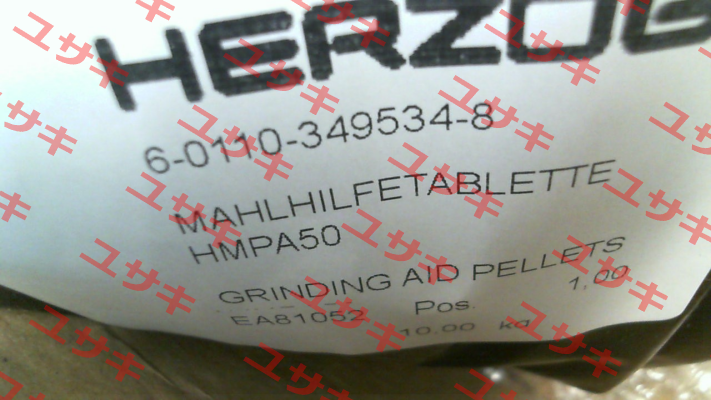 HERZOG
6-0110-349534-8
MAHLHILFETABLETTE
HMPA50
GRINDING AID PELLETS
EA81052 Pos. 1,00
10,00 kg
ユサキ